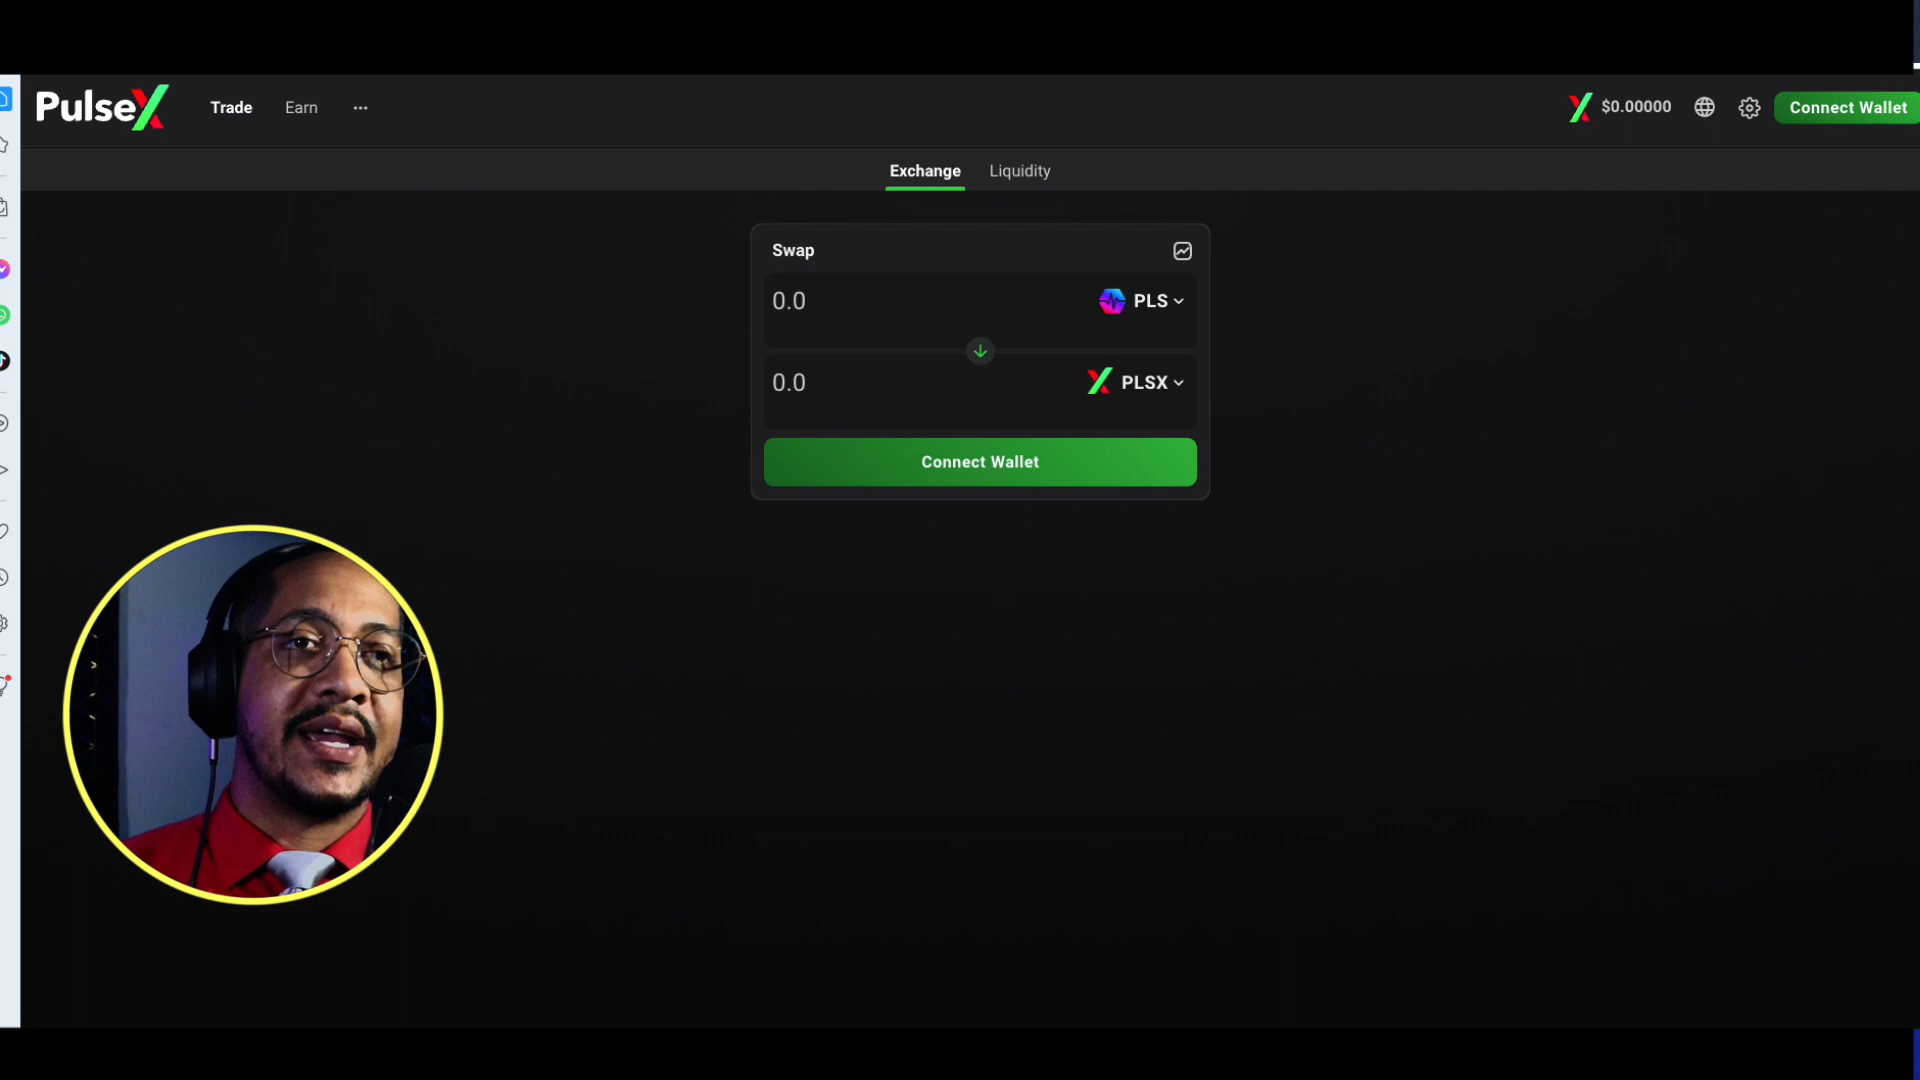 PulseX
Trade
Earn
$0.00000
Connect Wallet
Exchange
Liquidity
Swap
0.0
PLS
0.0
PLSX
Connect Wallet